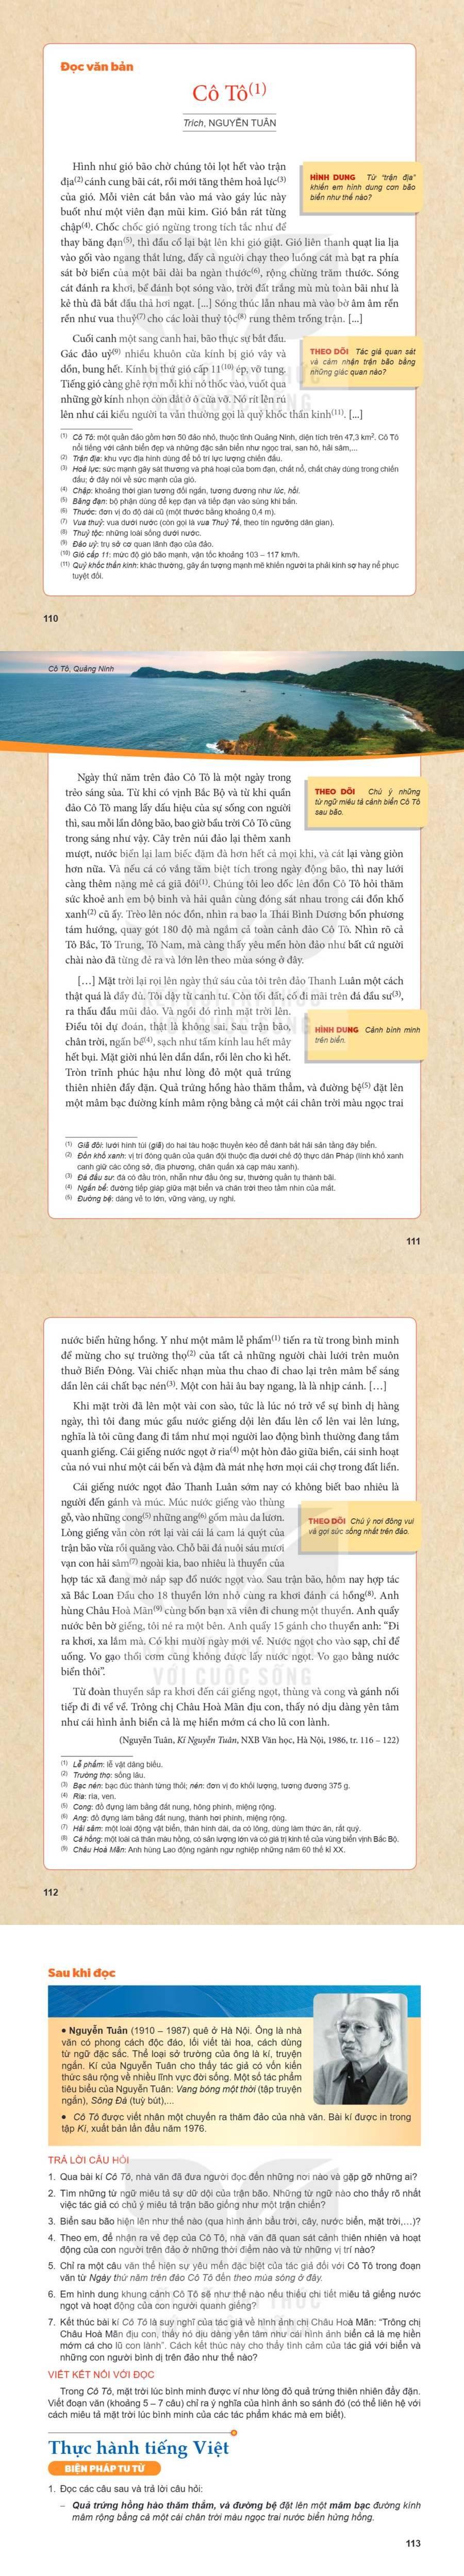 Đọc văn bản
Cô Tô(1)
Trích, NGUYỄN TUÂN
Hình như gió bão chờ chúng tôi lọt hết vào trận
địa(2) cánh cung bãi cát, rồi mới tăng thêm hoả lực(3)
của gió. Mỗi viên cát bắn vào má vào gáy lúc này
buốt như một viên đạn mũi kim. Gió bắn rát từng
chập(4). Chốc chốc gió ngừng trong tích tắc như để
thay băng đạn(5), thì đầu cổ lại bật lên khi gió giật. Gió liên thanh quạt lia lịa
vào gối vào ngang thắt lưng, đẩy cả người chạy theo luồng cát mà bạt ra phía
sát bờ biển của một bãi dài ba ngàn thước(6), rộng chừng trăm thước. Sóng
cát đánh ra khơi, bể đánh bọt sóng vào, trời đất trắng mù mù toàn bãi như là
kẻ thù đã bắt đầu thả hơi ngạt. [...] Sóng thúc lẫn nhau mà vào bờ âm âm rền
rền như vua thuỷ(7) cho các loài thuỷ tộc(8) rung thêm trống trận. [...]
HÌNH DUNG Từ “trận địa”
khiến em hình dung cơn bão
biển như thế nào?
Cuối canh một sang canh hai, bão thực sự bắt đầu.
Gác đảo uỷ(9) nhiều khuôn cửa kính bị gió vây và
dồn, bung hết. Kính bị thứ gió cấp 11(10) ép, vỡ tung.
Tiếng gió càng ghê rợn mỗi khi nó thốc vào, vuốt qua
những gờ kính nhọn còn dắt ở ô cửa vỡ. Nó rít lên rú
lên như cái kiểu người ta vẫn thường gọi là quỷ khốc thần kinh(11). [...]
THEO DÕI Tác giả quan sát
và cảm nhận trận bão bằng
những giác quan nào?
(1) Cô Tô: một quần đảo gồm hơn 50 đảo nhỏ, thuộc tỉnh Quảng Ninh, diện tích trên 47,3 km2. Cô Tô
nổi tiếng với cảnh biển đẹp và những đặc sản biển như ngọc trai, san hô, hải sâm,...
(2) Trận địa: khu vực địa hình dùng để bố trí lực lượng chiến đấu.
(3) Hoả lực: sức mạnh gây sát thương và phá hoại của bom đạn, chất nổ, chất cháy dùng trong chiến
đấu; ở đây nói về sức mạnh của gió.
(4) Chập: khoảng thời gian tương đối ngắn, tương đương như lúc, hồi.
(5) Băng đạn: bộ phận dùng để kẹp đạn và tiếp đạn vào súng khi bắn.
(6) Thước: đơn vị đo độ dài cũ (một thước bằng khoảng 0,4 m).
(7) Vua thuỷ: vua dưới nước (còn gọi là vua Thuỷ Tề, theo tín ngưỡng dân gian).
(8) Thuỷ tộc: những loài sống dưới nước.
(9) Đảo uỷ: trụ sở cơ quan lãnh đạo của đảo.
(10) Gió cấp 11: mức độ gió bão mạnh, vận tốc khoảng 103 – 117 km/h.
(11) Quỷ khốc thần kinh: khác thường, gây ấn tượng mạnh mẽ khiến người ta phải kinh sợ hay nể phục
tuyệt đối.
KẾT NỐI TRI THỨC
VỚI CUỘC SỐNG
110
Cô Tô, Quảng Ninh
Ngày thứ năm trên đảo Cô Tô là một ngày trong
trẻo sáng sủa. Từ khi có vịnh Bắc Bộ và từ khi quần
đảo Cô Tô mang lấy dấu hiệu của sự sống con người
thì, sau mỗi lần dông bão, bao giờ bầu trời Cô Tô cũng
trong sáng như vậy. Cây trên núi đảo lại thêm xanh
mượt, nước biển lại lam biếc đậm đà hơn hết cả mọi khi, và cát lại vàng giòn
hơn nữa. Và nếu cá có vắng tăm biệt tích trong ngày động bão, thì nay lưới
càng thêm nặng mẻ cá giã đôi(1). Chúng tôi leo dốc lên đồn Cô Tô hỏi thăm
sức khoẻ anh em bộ binh và hải quân cùng đóng sát nhau trong cái đồn khố
xanh(2) cũ ấy. Trèo lên nóc đồn, nhìn ra bao la Thái Bình Dương bốn phương
tám hướng, quay gót 180 độ mà ngắm cả toàn cảnh đảo Cô Tô. Nhìn rõ cả
Tô Bắc, Tô Trung, Tô Nam, mà càng thấy yêu mến hòn đảo như bất cứ người
chài nào đã từng đẻ ra và lớn lên theo mùa sóng ở đây.
THEO DÕI Chú ý những
từ ngữ miêu tả cảnh biển Cô Tô
sau bão.
[…] Mặt trời lại rọi lên ngày thứ sáu của tôi trên đảo Thanh Luân một cách
thật quá là đầy đủ. Tôi dậy từ canh tư. Còn tối đất, cố đi mãi trên đá đầu sư(3),
ra thấu đầu mũi đảo. Và ngồi đó rình mặt trời lên.
Điều tôi dự đoán, thật là không sai. Sau trận bão,
chân trời, ngấn bể(4), sạch như tấm kính lau hết mây
hết bụi. Mặt giời nhú lên dần dần, rồi lên cho kì hết.
Tròn trĩnh phúc hậu như lòng đỏ một quả trứng
thiên nhiên đầy đặn. Quả trứng hồng hào thăm thẳm, và đường bệ(5) đặt lên
một mâm bạc đường kính mâm rộng bằng cả một cái chân trời màu ngọc trai
HÌNH DUNG Cảnh bình minh
trên biển.
(1) Giã đôi: lưới hình túi (giã) do hai tàu hoặc thuyền kéo để đánh bắt hải sản tầng đáy biển.
(2) Đồn khố xanh: vị trí đóng quân của quân đội thuộc địa dưới chế độ thực dân Pháp (lính khố xanh
canh giữ các công sở, địa phương, chân quấn xà cạp màu xanh).
(3) Đá đầu sư: đá có đầu tròn, nhẵn như đầu ông sư, thường quần tụ thành bãi.
(4) Ngấn bể: đường tiếp giáp giữa mặt biển và chân trời theo tầm nhìn của mắt.
(5) Đường bệ: dáng vẻ to lớn, vững vàng, uy nghi.
KẾT NỐI TRI THỨC
VỚI CUỘC SỐNG
111
nước biển hửng hồng. Y như một mâm lễ phẩm(1) tiến ra từ trong bình minh
để mừng cho sự trường thọ(2) của tất cả những người chài lưới trên muôn
thuở Biển Đông. Vài chiếc nhạn mùa thu chao đi chao lại trên mâm bể sáng
dần lên cái chất bạc nén(3). Một con hải âu bay ngang, là là nhịp cánh. […]
Khi mặt trời đã lên một vài con sào, tức là lúc nó trở về sự bình dị hàng
ngày, thì tôi đang múc gầu nước giếng dội lên đầu lên cổ lên vai lên lưng,
nghĩa là tôi cũng đang đi tắm như mọi người lao động bình thường đang tắm
quanh giếng. Cái giếng nước ngọt ở rìa(4) một hòn đảo giữa biển, cái sinh hoạt
của nó vui như một cái bến và đậm đà mát nhẹ hơn mọi cái chợ trong đất liền.
Cái giếng nước ngọt đảo Thanh Luân sớm nay có không biết bao nhiêu là
người đến gánh và múc. Múc nước giếng vào thùng
gỗ, vào những cong(5) những ang(6) gốm màu da lươn.
Lòng giếng vẫn còn rớt lại vài cái lá cam lá quýt của
trận bão vừa rồi quăng vào. Chỗ bãi đá nuôi sáu mươi
vạn con hải sâm(7) ngoài kia, bao nhiêu là thuyền của
hợp tác xã đang mở nắp sạp đổ nước ngọt vào. Sau trận bão, hôm nay hợp tác
xã Bắc Loan Đầu cho 18 thuyền lớn nhỏ cùng ra khơi đánh cá hồng(8). Anh
hùng Châu Hoà Mãn(9) cùng bốn bạn xã viên đi chung một thuyền. Anh quẩy
nước bên bờ giếng, tôi né ra một bên. Anh quẩy 15 gánh cho thuyền anh: “Đi
ra khơi, xa lắm mà. Có khi mười ngày mới về. Nước ngọt cho vào sạp, chỉ để
uống. Vo gạo thổi cơm cũng không được lấy nước ngọt. Vo gạo bằng nước
biển thôi”.
THEO DÕI Chú ý nơi đông vui
và gợi sức sống nhất trên đảo.
Từ đoàn thuyền sắp ra khơi đến cái giếng ngọt, thùng và cong và gánh nối
tiếp đi đi về về. Trông chị Châu Hoà Mãn địu con, thấy nó dịu dàng yên tâm
như cái hình ảnh biển cả là mẹ hiền mớm cá cho lũ con lành.
(Nguyễn Tuân, Kí Nguyễn Tuân, NXB Văn học, Hà Nội, 1986, tr. 116 – 122)
(1) Lễ phẩm: lễ vật dâng biếu.
(2) Trường thọ: sống lâu.
(3) Bạc nén: bạc đúc thành từng thỏi; nén: đơn vị đo khối lượng, tương đương 375 g.
(4) Rìa: rìa, ven.
(5) Cong: đồ đựng làm bằng đất nung, hông phình, miệng rộng.
(6) Ang: đồ đựng làm bằng đất nung, thành hơi phình, miệng rộng.
(7) Hải sâm: một loài động vật biển, thân hình dài, da có lông, dùng làm thức ăn, rất quý.
(8) Cá hồng: một loài cá thân màu hồng, có sản lượng lớn và có giá trị kinh tế của vùng biển vịnh Bắc Bộ.
(9) Châu Hoà Mãn: Anh hùng Lao động ngành ngư nghiệp những năm 60 thế kỉ XX.
KẾT NỐI TRI THỨC
VỚI CUỘC SỐNG
112
Sau khi đọc
• Nguyễn Tuân (1910 – 1987) quê ở Hà Nội. Ông là nhà
văn có phong cách độc đáo, lối viết tài hoa, cách dùng
từ ngữ đặc sắc. Thể loại sở trường của ông là kí, truyện
ngắn. Kí của Nguyễn Tuân cho thấy tác giả có vốn kiến
thức sâu rộng về nhiều lĩnh vực đời sống. Một số tác phẩm
tiêu biểu của Nguyễn Tuân: Vang bóng một thời (tập truyện
ngắn), Sông Đà (tuỳ bút),...
• Cô Tô được viết nhân một chuyến ra thăm đảo của nhà văn. Bài kí được in trong
tập Kí, xuất bản lần đầu năm 1976.
TRẢ LỜI CÂU HỎI
1. Qua bài kí Cô Tô, nhà văn đã đưa người đọc đến những nơi nào và gặp gỡ những ai?
2. Tìm những từ ngữ miêu tả sự dữ dội của trận bão. Những từ ngữ nào cho thấy rõ nhất
việc tác giả có chủ ý miêu tả trận bão giống như một trận chiến?
3. Biển sau bão hiện lên như thế nào (qua hình ảnh bầu trời, cây, nước biển, mặt trời,…)?
4. Theo em, để nhận ra vẻ đẹp của Cô Tô, nhà văn đã quan sát cảnh thiên nhiên và hoạt
động của con người trên đảo ở những thời điểm nào và từ những vị trí nào?
5. Chỉ ra một câu văn thể hiện sự yêu mến đặc biệt của tác giả đối với Cô Tô trong đoạn
văn từ Ngày thứ năm trên đảo Cô Tô đến theo mùa sóng ở đây.
6. Em hình dung khung cảnh Cô Tô sẽ như thế nào nếu thiếu chi tiết miêu tả giếng nước
ngọt và hoạt động của con người quanh giếng?
7. Kết thúc bài kí Cô Tô là suy nghĩ của tác giả về hình ảnh chị Châu Hoà Mãn: “Trông chị
Châu Hoà Mãn địu con, thấy nó dịu dàng yên tâm như cái hình ảnh biển cả là mẹ hiền
mớm cá cho lũ con lành”. Cách kết thúc này cho thấy tình cảm của tác giả với biển và
những con người bình dị trên đảo như thế nào?
VIẾT KẾT NỐI VỚI ĐỌC
Trong Cô Tô, mặt trời lúc bình minh được ví như lòng đỏ quả trứng thiên nhiên đầy đặn.
Viết đoạn văn (khoảng 5 – 7 câu) chỉ ra ý nghĩa của hình ảnh so sánh đó (có thể liên hệ với
cách miêu tả mặt trời lúc bình minh của các tác phẩm khác mà em biết).
Thực hành tiếng Việt
BIỆN PHÁP TU TỪ
1. Đọc các câu sau và trả lời câu hỏi:
– Quả trứng hồng hào thăm thẳm, và đường bệ đặt lên một mâm bạc đường kính
mâm rộng bằng cả một cái chân trời màu ngọc trai nước biển hửng hồng.
113